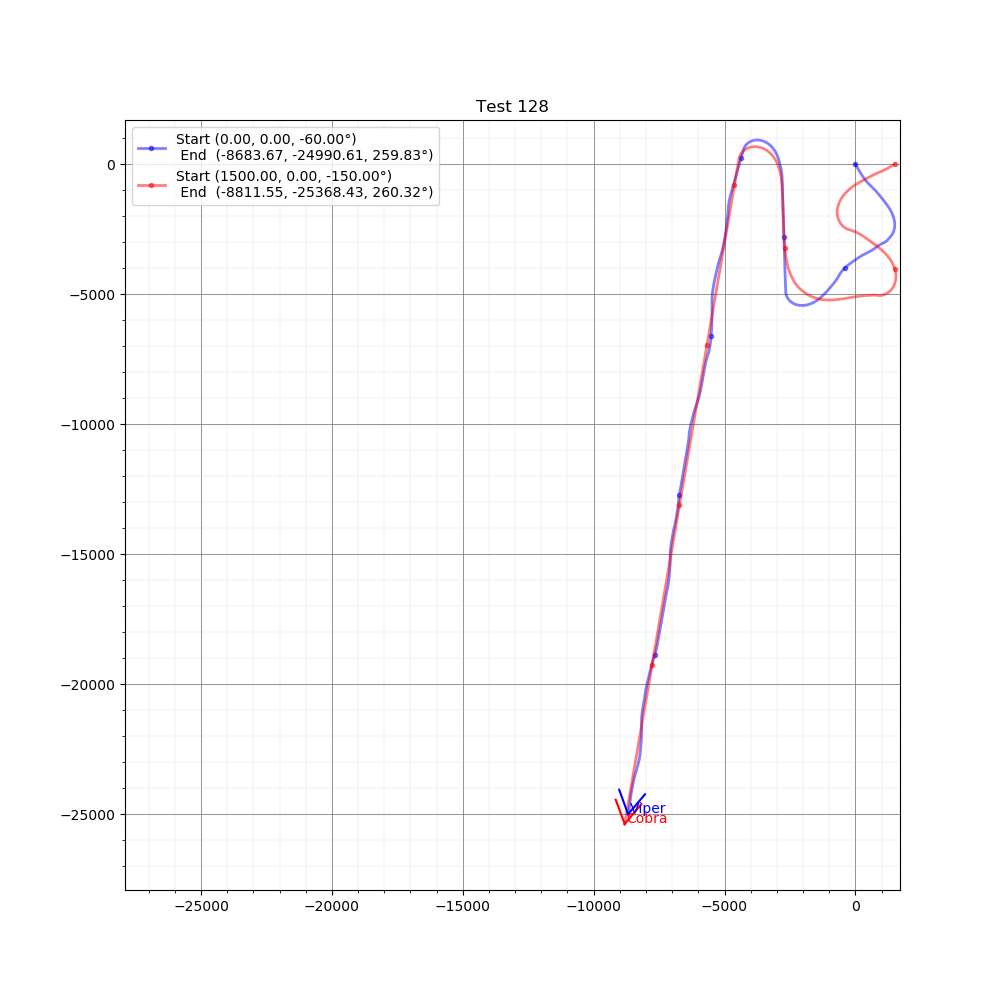 Test 128
Start (0.00, 0.00, -60.00°)
End  (-8683.67, -24990.61, 259.83°)
Start (1500.00, 0.00, -150.00°)
End  (-8811.55, -25368.43, 260.32°)
0
−5000
−10000
−15000
−20000
−25000
Viper
Cobra
−25000
−20000
−15000
−10000
−5000
0